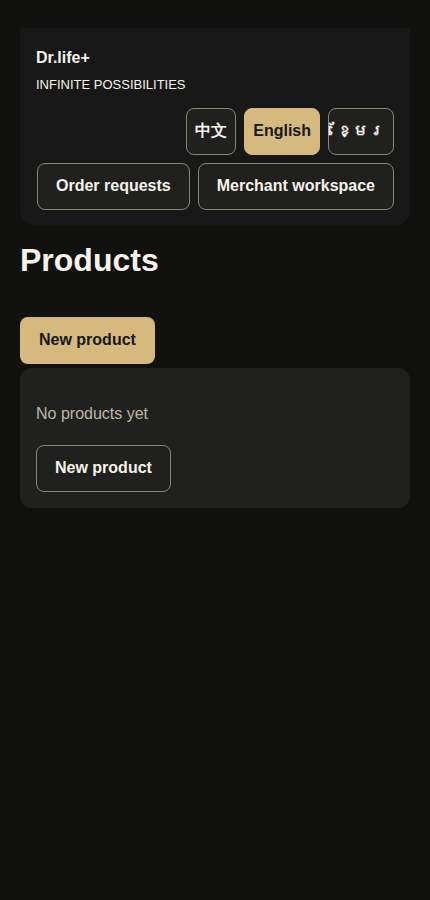 Dr.life+
INFINITE POSSIBILITIES
中文 English ខ្មែរ
Order requests Merchant workspace
Products
New product
No products yet
New product